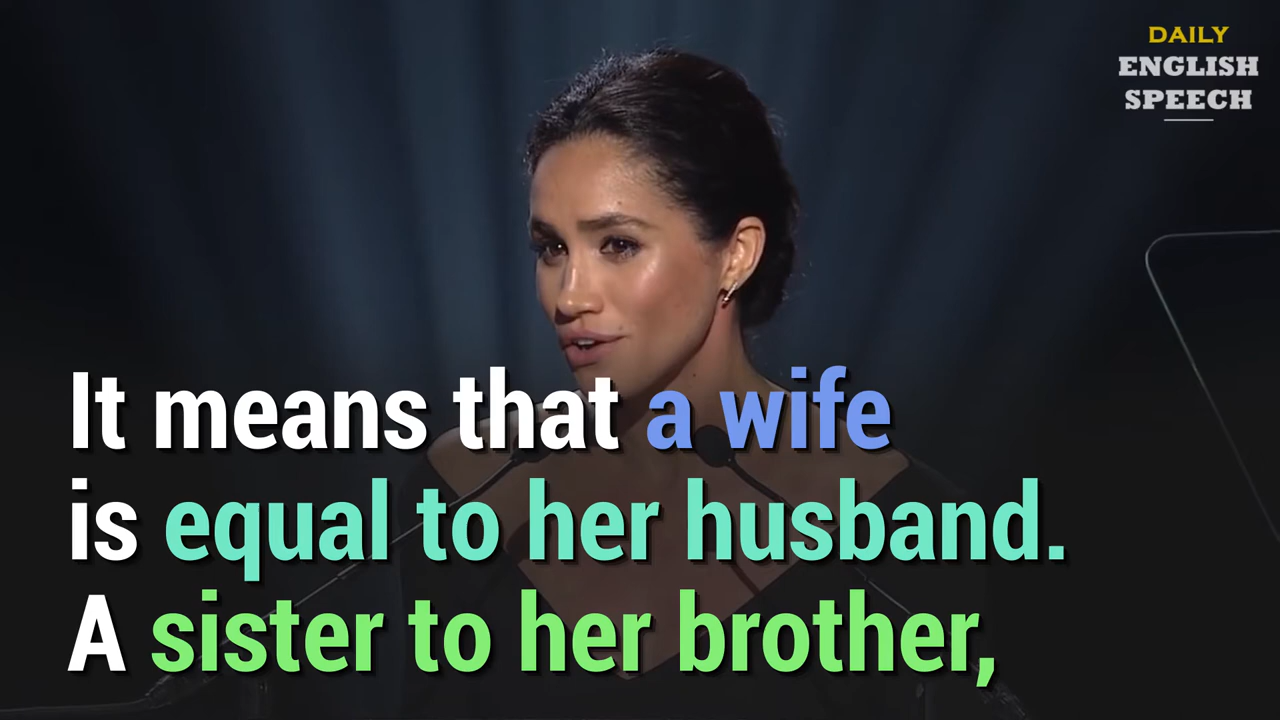 DAILY
ENGLISH
SPEECH
It means that a wife
is equal to her husband.
A sister to her brother,